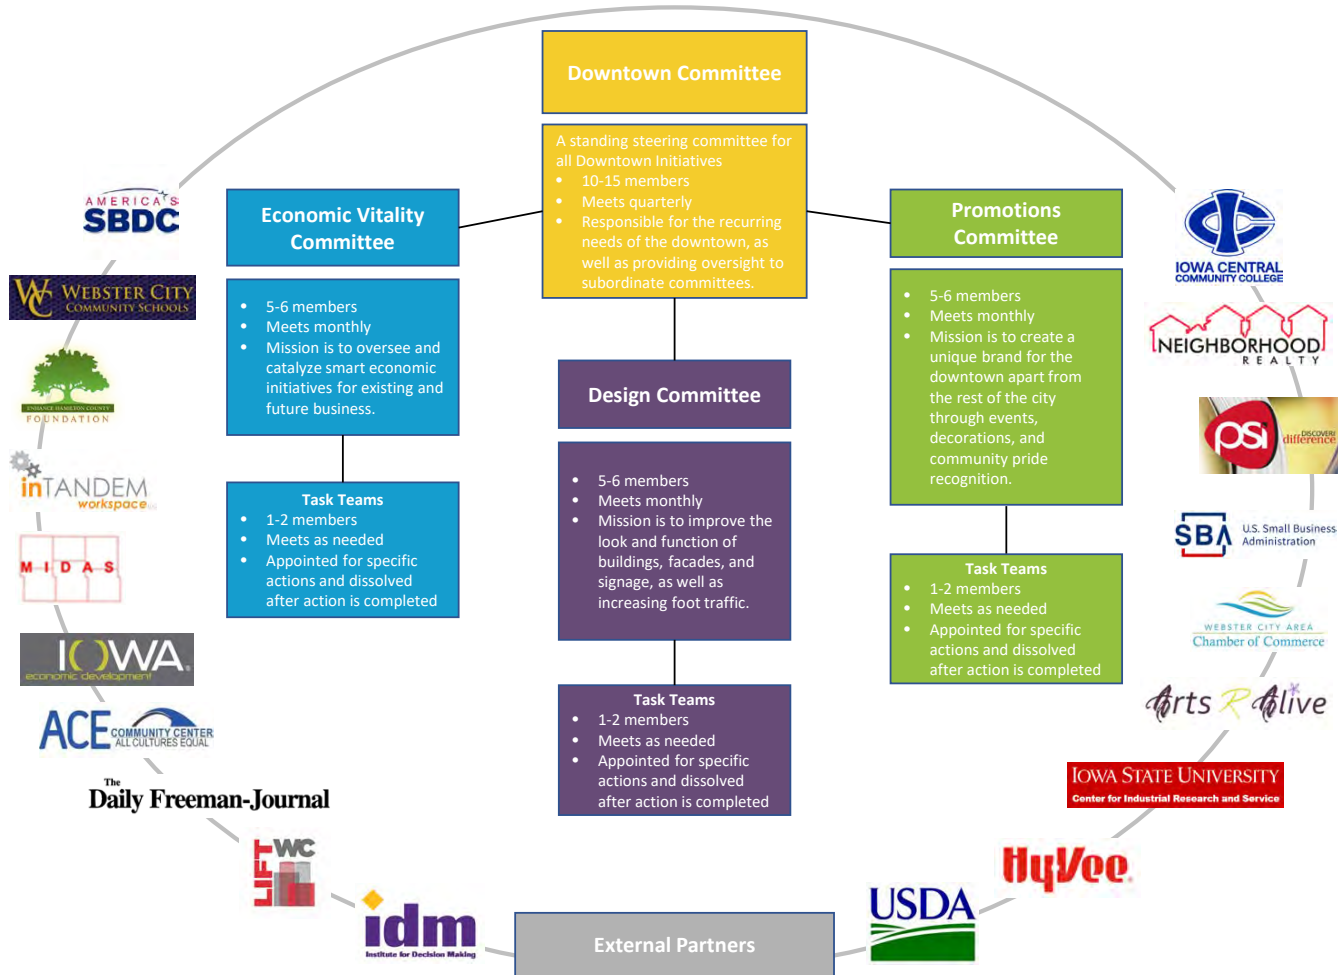 Downtown Committee
A standing steering committee for
all Downtown Initiatives
• 10-15 members
• Meets quarterly
• Responsible for the recurring
needs of the downtown, as
well as providing oversight to
subordinate committees.
Economic Vitality
Committee
• 5-6 members
• Meets monthly
• Mission is to oversee and
catalyze smart economic
initiatives for existing and
future business.
Task Teams
• 1-2 members
• Meets as needed
• Appointed for specific
actions and dissolved
after action is completed
Design Committee
• 5-6 members
• Meets monthly
• Mission is to improve the
look and function of
buildings, facades, and
signage, as well as
increasing foot traffic.
Task Teams
• 1-2 members
• Meets as needed
• Appointed for specific
actions and dissolved
after action is completed
Promotions
Committee
• 5-6 members
• Meets monthly
• Mission is to create a
unique brand for the
downtown apart from
the rest of the city
through events,
decorations, and
community pride
recognition.
Task Teams
• 1-2 members
• Meets as needed
• Appointed for specific
actions and dissolved
after action is completed
AMERICA'S
SBDC
WC WEBSTER CITY
COMMUNITY SCHOOLS
ENHANCE HAMILTON COUNTY
FOUNDATION
inTANDEM
workspace
MIDAS
IOWA
economic development
ACE COMMUNITY CENTER
ALL CULTURES EQUAL
The
Daily Freeman-Journal
LIFT WC
idm
Institute for Decision Making
External Partners
USDA
HyVee
IOWA STATE UNIVERSITY
Center for Industrial Research and Service
Arts R Alive
WEBSTER CITY AREA
Chamber of Commerce
SBA U.S. Small Business
Administration
psi DISCOVER
difference
NEIGHBORHOOD
REALTY
IOWA CENTRAL
COMMUNITY COLLEGE